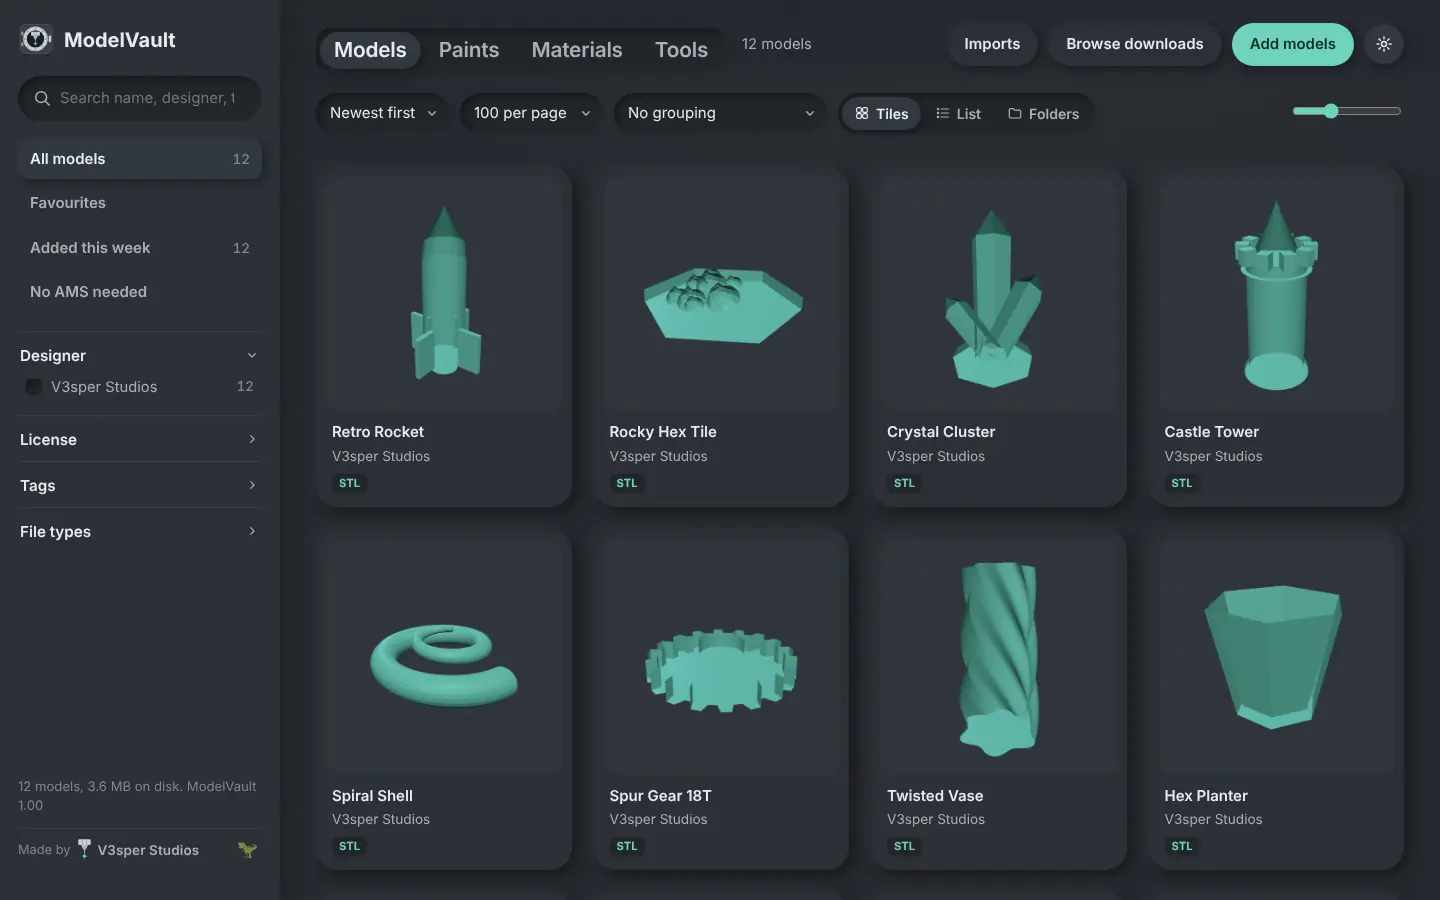 ModelVault
Search name, designer, t
All models 12
Favourites
Added this week 12
No AMS needed
Designer
V3sper Studios 12
License
Tags
File types
12 models, 3.6 MB on disk. ModelVault
1.00
Made by V3sper Studios
Models Paints Materials Tools 12 models
Imports Browse downloads Add models
Newest first 100 per page No grouping Tiles List Folders
Retro Rocket
V3sper Studios
STL
Rocky Hex Tile
V3sper Studios
STL
Crystal Cluster
V3sper Studios
STL
Castle Tower
V3sper Studios
STL
Spiral Shell
V3sper Studios
STL
Spur Gear 18T
V3sper Studios
STL
Twisted Vase
V3sper Studios
STL
Hex Planter
V3sper Studios
STL